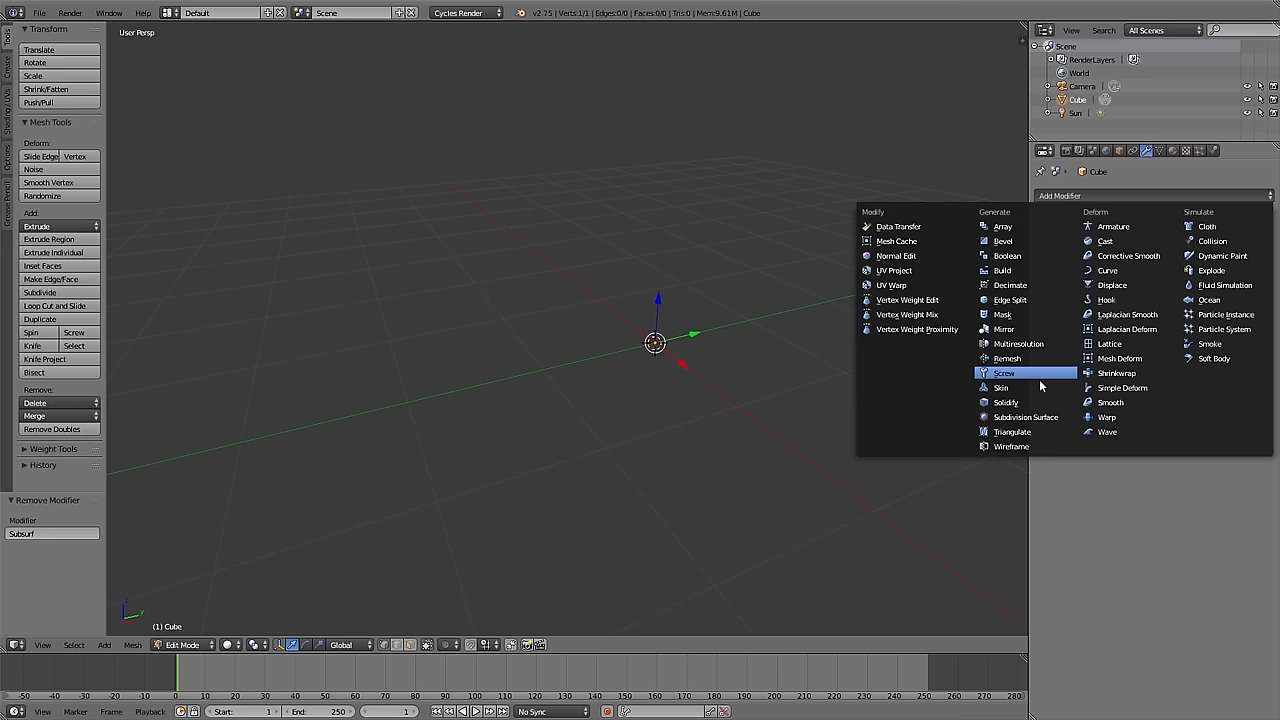 File Render Window Help Default Scene Cycles Render v2.75 | Verts:1/1 | Edges:0/0 | Faces:0/0 | Tris:0 | Mem:9.61M | Cube
Tools
Create
Shading / UVs
Options
Grease Pencil
Transform
Translate
Rotate
Scale
Shrink/Fatten
Push/Pull
Mesh Tools
Deform:
Slide Edge Vertex
Noise
Smooth Vertex
Randomize
Add:
Extrude
Extrude Region
Extrude Individual
Inset Faces
Make Edge/Face
Subdivide
Loop Cut and Slide
Duplicate
Spin Screw
Knife Select
Knife Project
Bisect
Remove:
Delete
Merge
Remove Doubles
Weight Tools
History
Remove Modifier
Modifier
Subsurf
User Persp
(1) Cube
View Search All Scenes
Scene
RenderLayers
World
Camera
Cube
Sun
Cube
Add Modifier
Modify
Data Transfer
Mesh Cache
Normal Edit
UV Project
UV Warp
Vertex Weight Edit
Vertex Weight Mix
Vertex Weight Proximity
Generate
Array
Bevel
Boolean
Build
Decimate
Edge Split
Mask
Mirror
Multiresolution
Remesh
Screw
Skin
Solidify
Subdivision Surface
Triangulate
Wireframe
Deform
Armature
Cast
Corrective Smooth
Curve
Displace
Hook
Laplacian Smooth
Laplacian Deform
Lattice
Mesh Deform
Shrinkwrap
Simple Deform
Smooth
Warp
Wave
Simulate
Cloth
Collision
Dynamic Paint
Explode
Fluid Simulation
Ocean
Particle Instance
Particle System
Smoke
Soft Body
View Select Add Mesh Edit Mode Global
-50 -40 -30 -20 -10 0 10 20 30 40 50 60 70 80 90 100 110 120 130 140 150 160 170 180 190 200 210 220 230 240 250 260 270 280
View Marker Frame Playback Start: 1 End: 250 1 No Sync